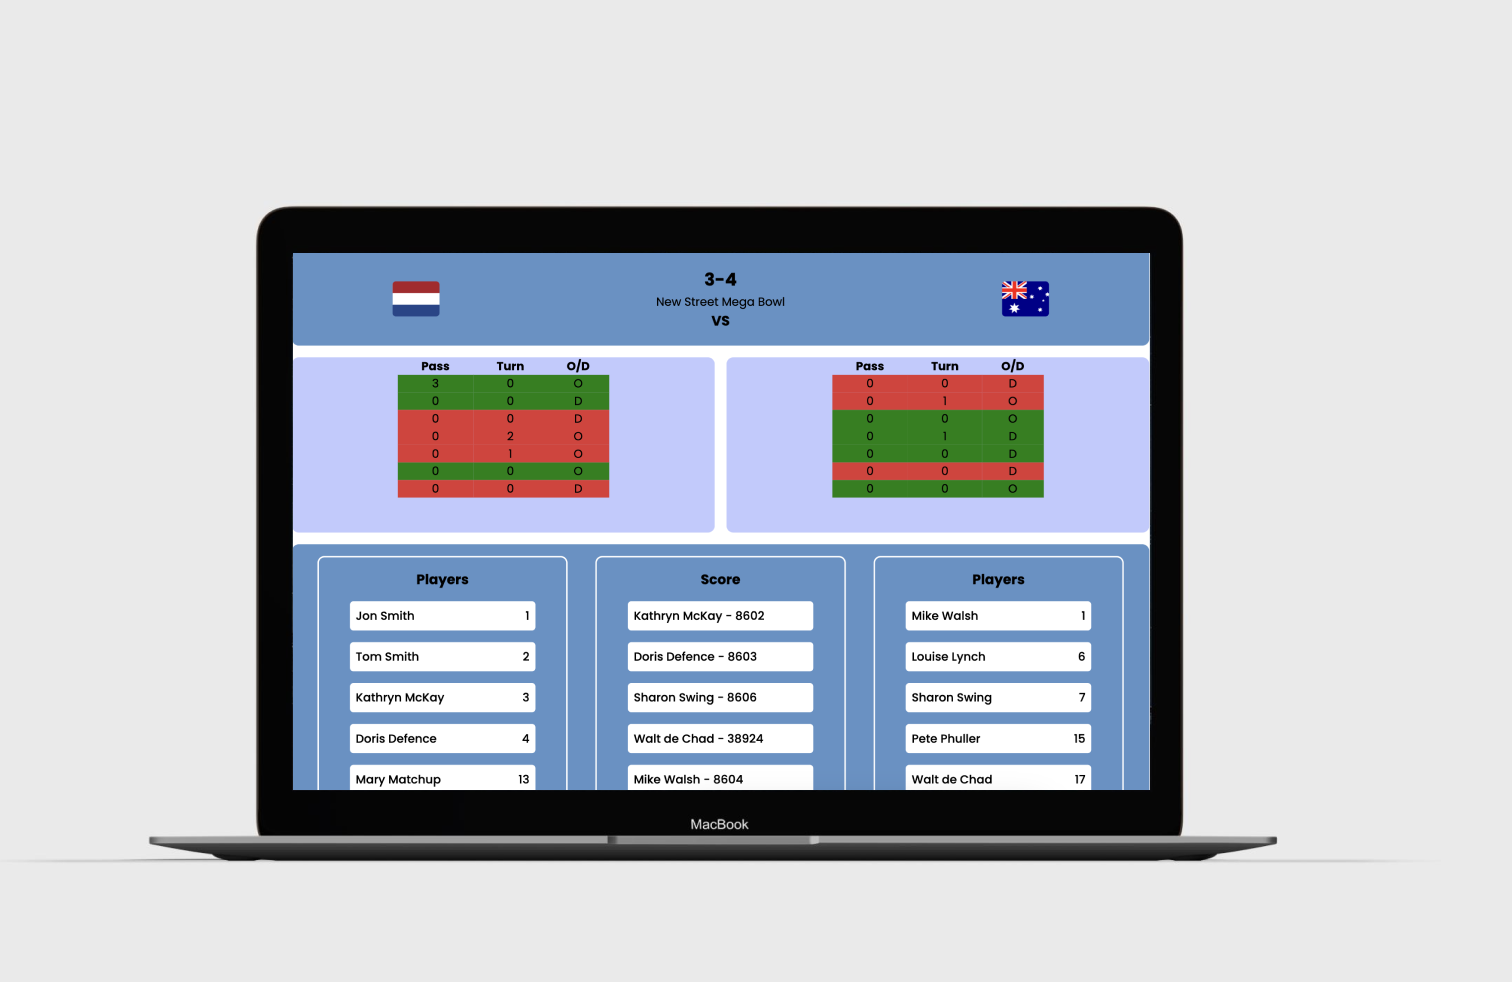 3-4
New Street Mega Bowl
VS
Pass Turn O/D
3 0 O
0 0 D
0 0 D
0 2 O
0 1 O
0 0 O
0 0 D
Pass Turn O/D
0 0 D
0 1 O
0 0 O
0 1 D
0 0 D
0 0 D
0 0 O
Players
Jon Smith 1
Tom Smith 2
Kathryn McKay 3
Doris Defence 4
Mary Matchup 13
Score
Kathryn McKay - 8602
Doris Defence - 8603
Sharon Swing - 8606
Walt de Chad - 38924
Mike Walsh - 8604
Players
Mike Walsh 1
Louise Lynch 6
Sharon Swing 7
Pete Phuller 15
Walt de Chad 17
MacBook